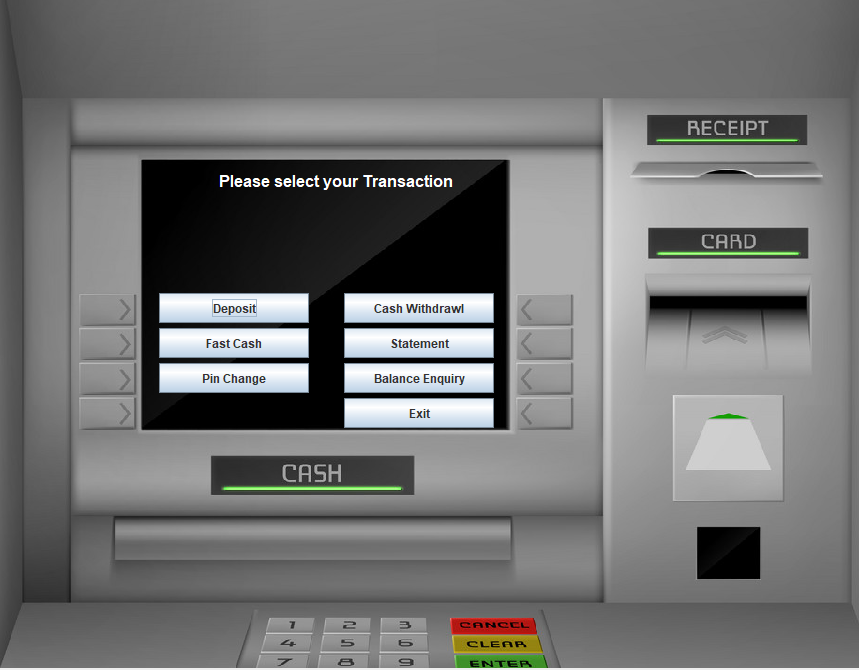 Please select your Transaction
Deposit
Cash Withdrawl
Fast Cash
Statement
Pin Change
Balance Enquiry
Exit
CASH
RECEIPT
CARD
1 2 3 CANCEL
4 5 6 CLEAR
7 8 9 ENTER